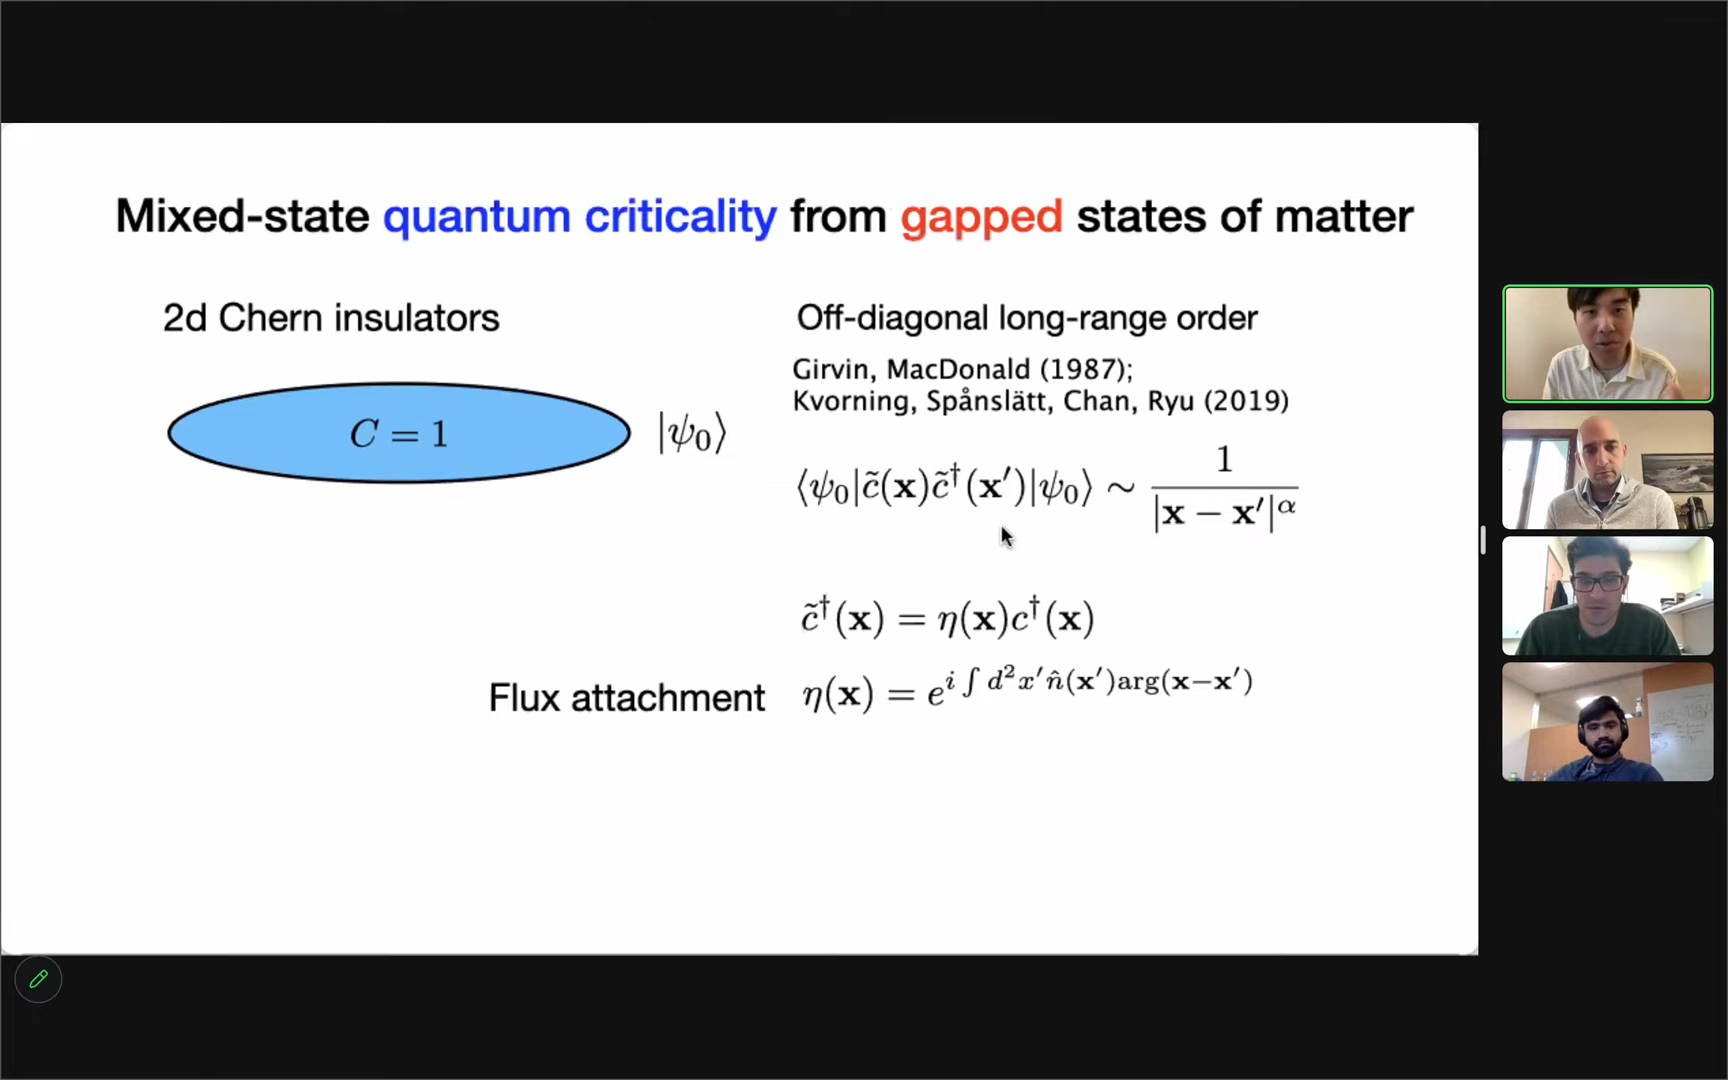 Mixed-state quantum criticality from gapped states of matter
2d Chern insulators
C = 1
|ψ₀⟩
Off-diagonal long-range order
Girvin, MacDonald (1987);
Kvorning, Spånslätt, Chan, Ryu (2019)
⟨ψ₀|c̃(𝐱)c̃†(𝐱′)|ψ₀⟩ ∼ 1 / |𝐱 − 𝐱′|^α
c̃†(𝐱) = η(𝐱)c†(𝐱)
Flux attachment η(𝐱) = e^{i ∫ d²x′ n̂(𝐱′)arg(𝐱−𝐱′)}